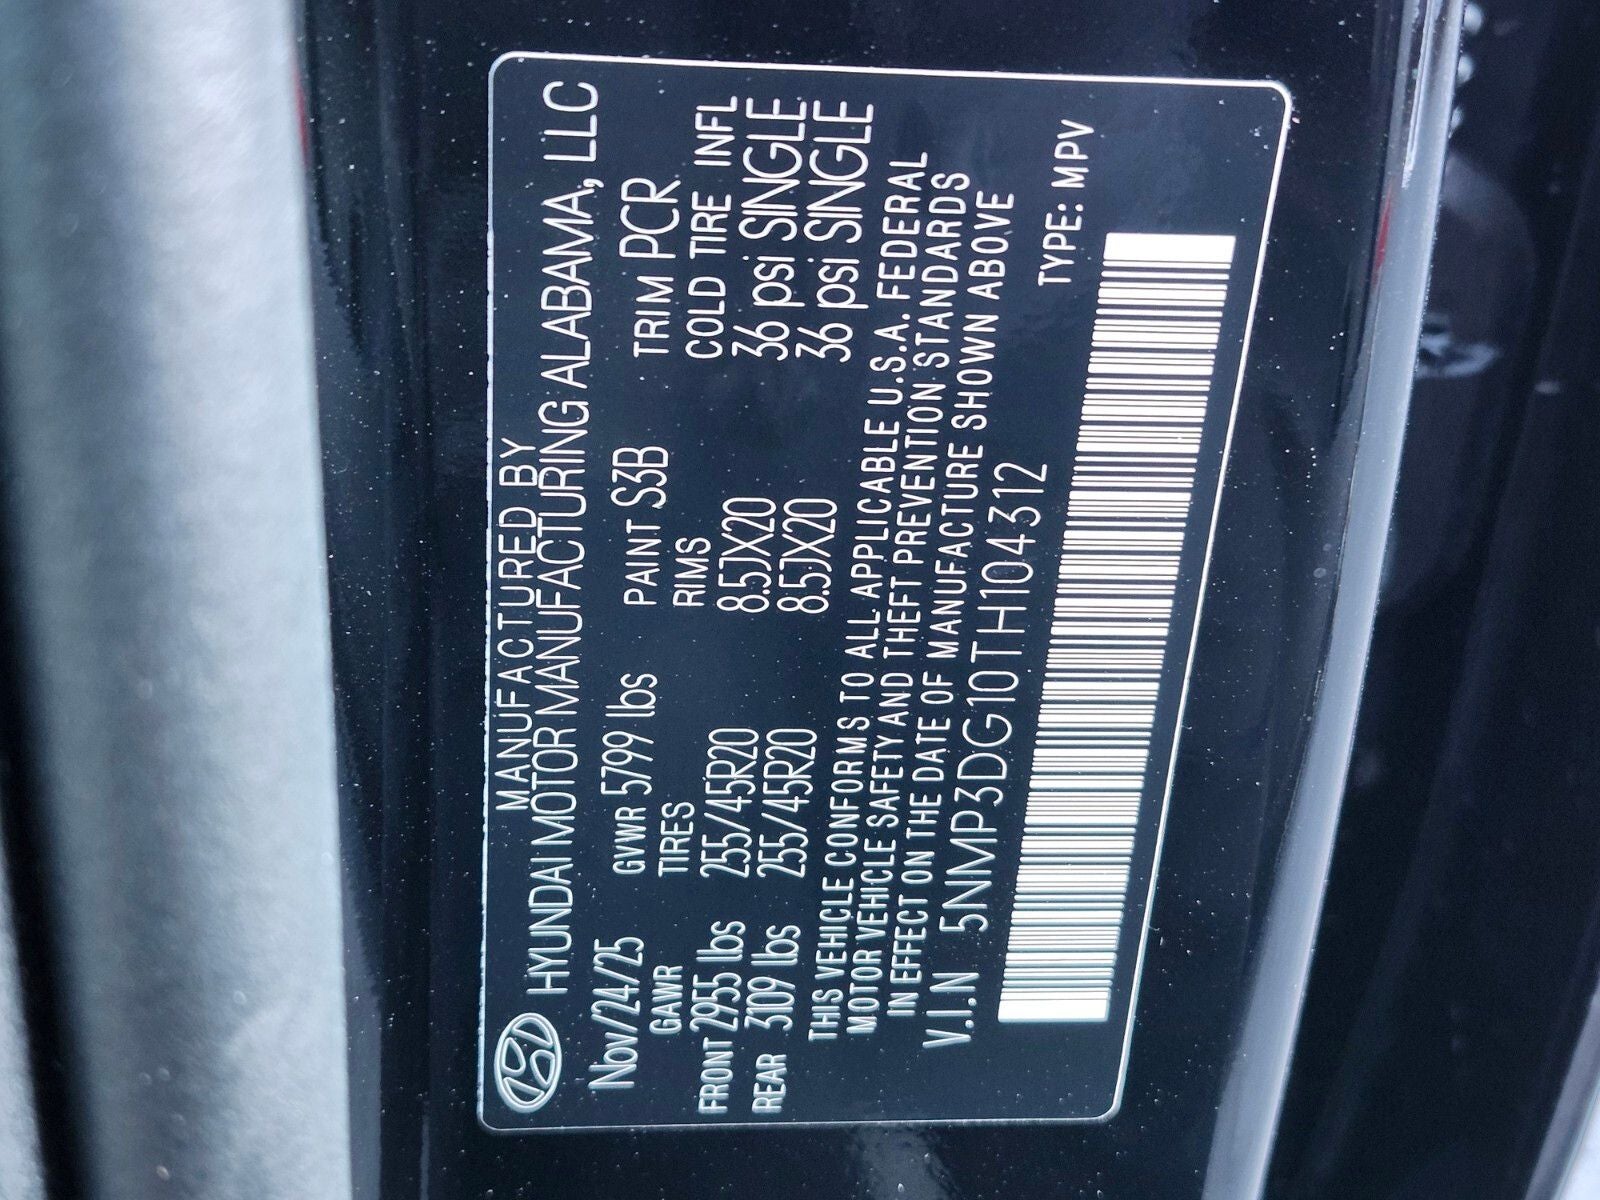 MANUFACTURED BY
HYUNDAI MOTOR MANUFACTURING ALABAMA, LLC
Nov/24/25 GVWR 5799 lbs PAINT S3B TRIM PCR
GAWR TIRES RIMS COLD TIRE INFL
FRONT 2955 lbs 255/45R20 8.5JX20 36 psi SINGLE
REAR 3109 lbs 255/45R20 8.5JX20 36 psi SINGLE
THIS VEHICLE CONFORMS TO ALL APPLICABLE U.S.A. FEDERAL
MOTOR VEHICLE SAFETY AND THEFT PREVENTION STANDARDS
IN EFFECT ON THE DATE OF MANUFACTURE SHOWN ABOVE
V.I.N 5NMP3DG10TH104312
TYPE: MPV